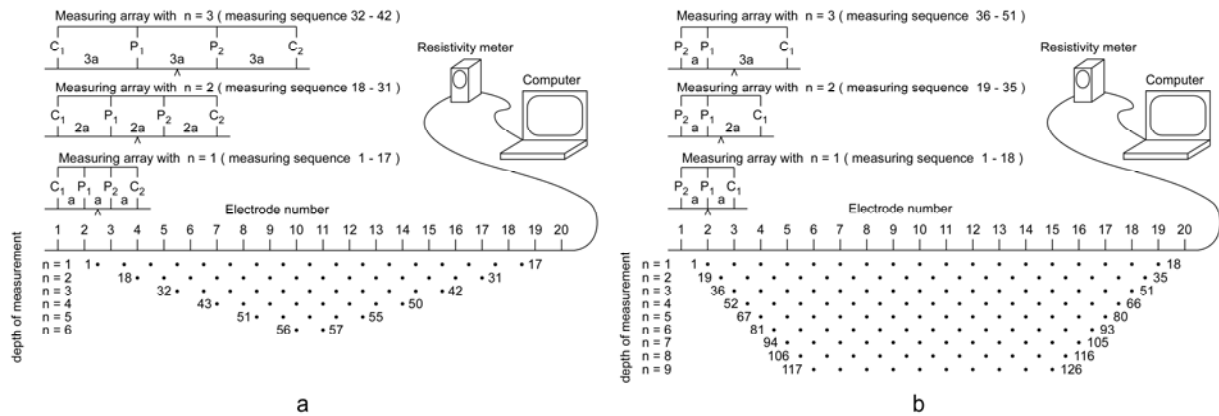 Measuring array with n = 3 ( measuring sequence 32 - 42)
C1 P1 P2 C2
3a 3a 3a
Measuring array with n = 2 ( measuring sequence 18 - 31)
C1 P1 P2 C2
2a 2a 2a
Measuring array with n = 1 ( measuring sequence 1 - 17)
C1 P1 P2 C2
a a a
Resistivity meter
Computer
Electrode number
1 2 3 4 5 6 7 8 9 10 11 12 13 14 15 16 17 18 19 20
depth of measurement
n = 1 1 17
n = 2 18 31
n = 3 32 42
n = 4 43 50
n = 5 51 55
n = 6 56 57
a
Measuring array with n = 3 ( measuring sequence 36 - 51)
P2 P1 C1
a 3a
Measuring array with n = 2 ( measuring sequence 19 - 35)
P2 P1 C1
a 2a
Measuring array with n = 1 ( measuring sequence 1 - 18)
P2 P1 C1
a a
Resistivity meter
Computer
Electrode number
1 2 3 4 5 6 7 8 9 10 11 12 13 14 15 16 17 18 19 20
depth of measurement
n = 1 1 18
n = 2 19 35
n = 3 36 51
n = 4 52 66
n = 5 67 80
n = 6 81 93
n = 7 94 105
n = 8 106 116
n = 9 117 126
b